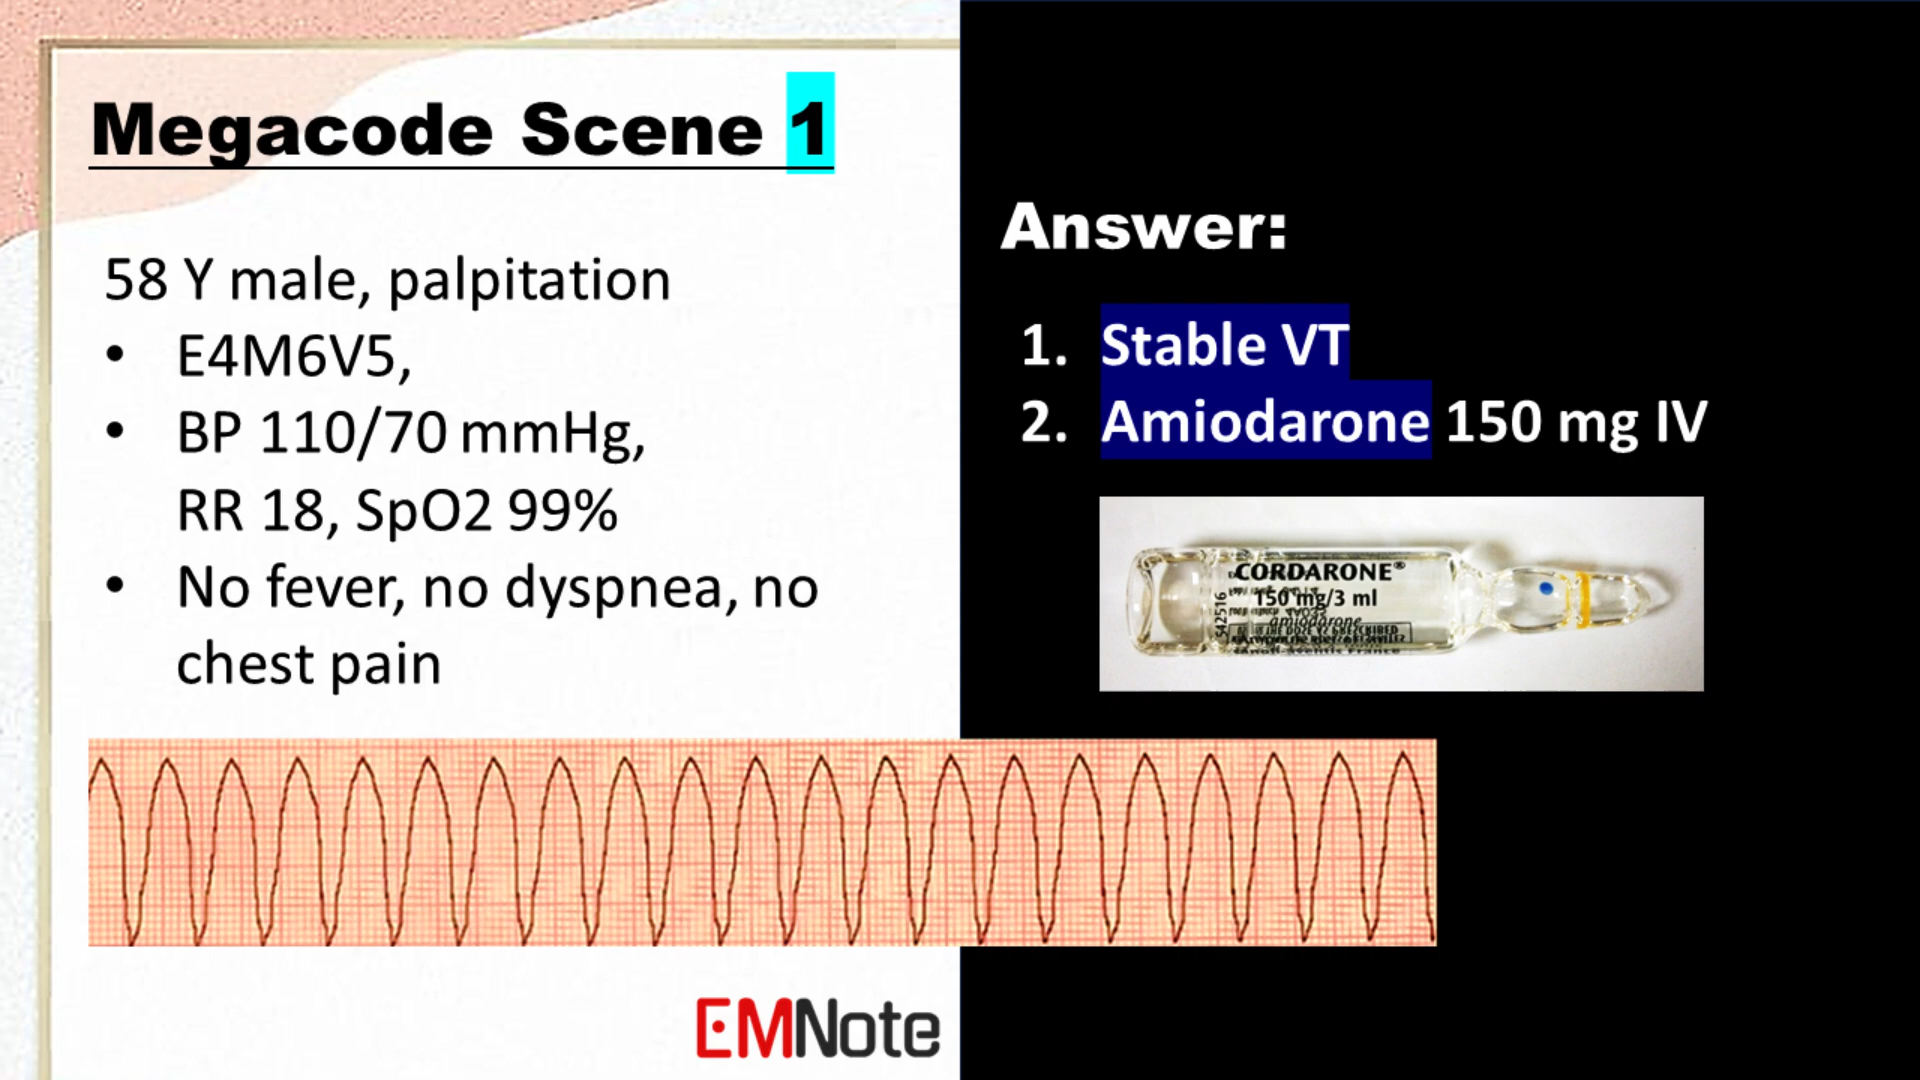 Megacode Scene 1
58 Y male, palpitation
• E4M6V5,
• BP 110/70 mmHg,
RR 18, SpO2 99%
• No fever, no dyspnea, no
chest pain
Answer:
1. Stable VT
2. Amiodarone 150 mg IV
CORDARONE®
150 mg/3 ml
amiodarone
542516
EMNote